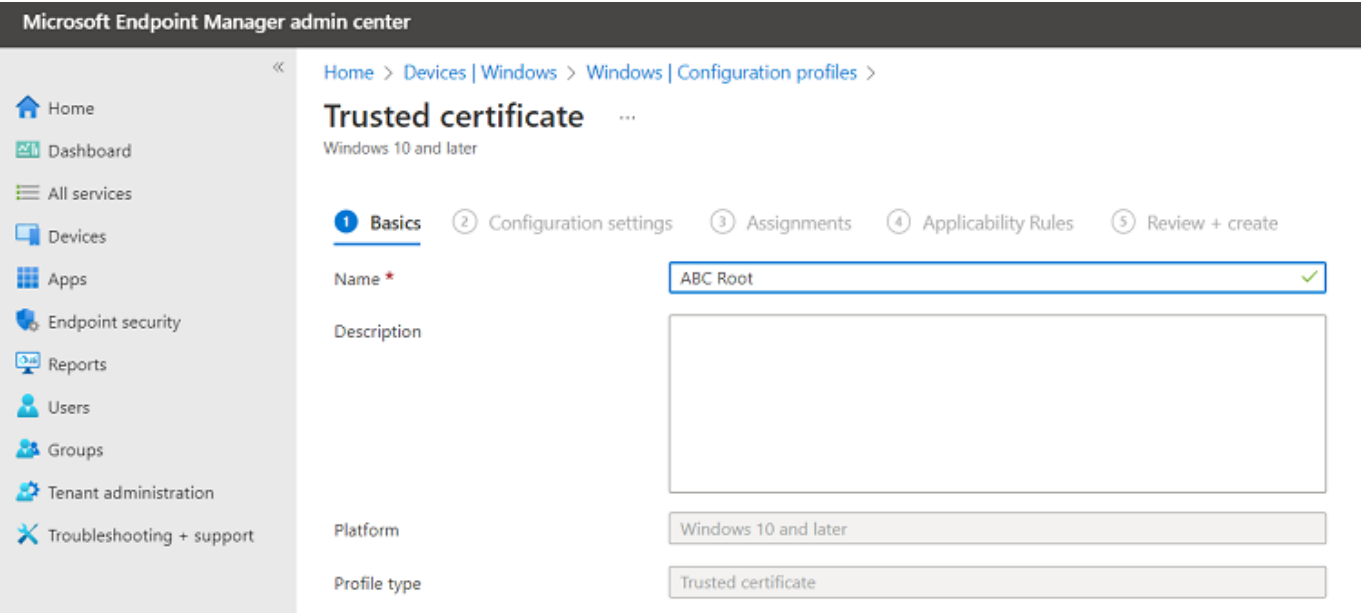 Microsoft Endpoint Manager admin center
«
Home > Devices | Windows > Windows | Configuration profiles >
Trusted certificate ...
Windows 10 and later
Home
Dashboard
All services
Devices
Apps
Endpoint security
Reports
Users
Groups
Tenant administration
Troubleshooting + support
1 Basics 2 Configuration settings 3 Assignments 4 Applicability Rules 5 Review + create
Name * ABC Root
Description
Platform Windows 10 and later
Profile type Trusted certificate